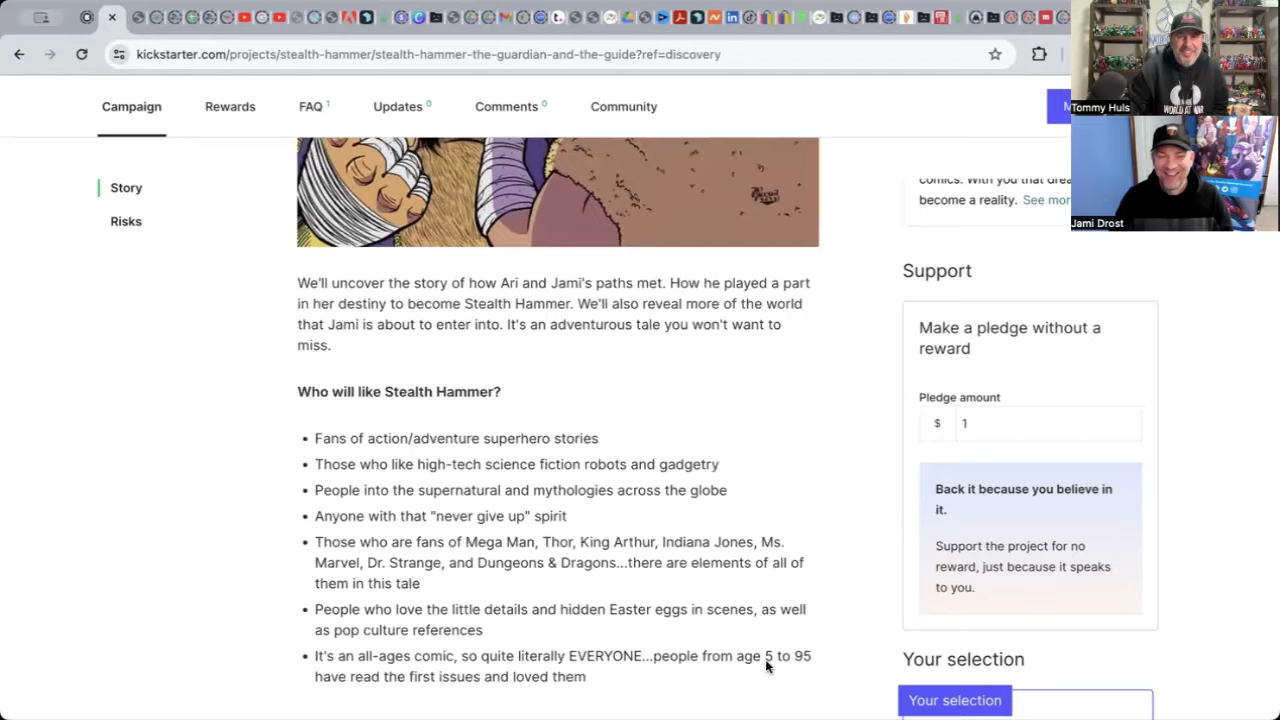 kickstarter.com/projects/stealth-hammer/stealth-hammer-the-guardian-and-the-guide?ref=discovery
Campaign
Rewards
FAQ 1
Updates 0
Comments 0
Community
Tommy Huls
WORLD AT WAR
Jami Drost
Story
Risks
We'll uncover the story of how Ari and Jami's paths met. How he played a part
in her destiny to become Stealth Hammer. We'll also reveal more of the world
that Jami is about to enter into. It's an adventurous tale you won't want to
miss.
Who will like Stealth Hammer?
• Fans of action/adventure superhero stories
• Those who like high-tech science fiction robots and gadgetry
• People into the supernatural and mythologies across the globe
• Anyone with that "never give up" spirit
• Those who are fans of Mega Man, Thor, King Arthur, Indiana Jones, Ms.
Marvel, Dr. Strange, and Dungeons & Dragons...there are elements of all of
them in this tale
• People who love the little details and hidden Easter eggs in scenes, as well
as pop culture references
• It's an all-ages comic, so quite literally EVERYONE...people from age 5 to 95
have read the first issues and loved them
comics. With you that
become a reality. See
Support
Make a pledge without a
reward
Pledge amount
$ 1
Back it because you believe in
it.
Support the project for no
reward, just because it speaks
to you.
Your selection
Your selection